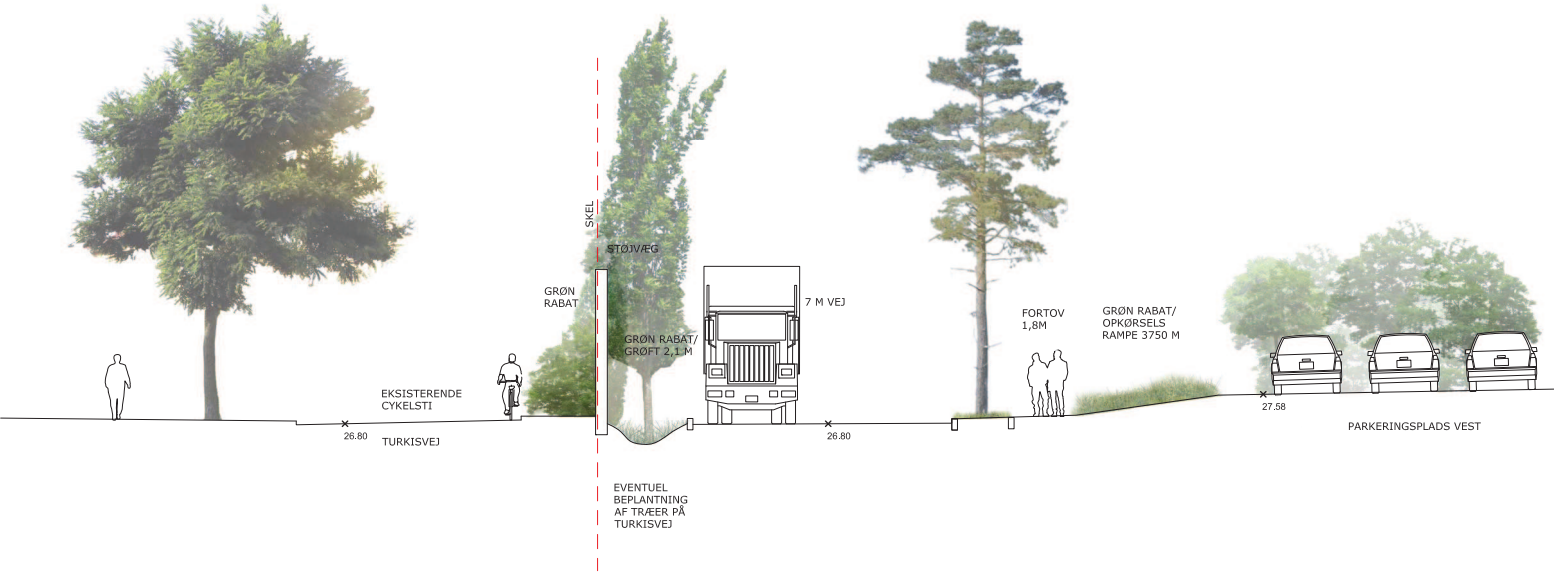 SKEL
STØJVÆG
GRØN
RABAT
7 M VEJ
FORTOV
1,8M
GRØN RABAT/
OPKØRSELS
RAMPE 3750 M
GRØN RABAT/
GRØFT 2,1 M
EKSISTERENDE
CYKELSTI
26.80
TURKISVEJ
26.80
27.58
PARKERINGSPLADS VEST
EVENTUEL
BEPLANTNING
AF TRÆER PÅ
TURKISVEJ